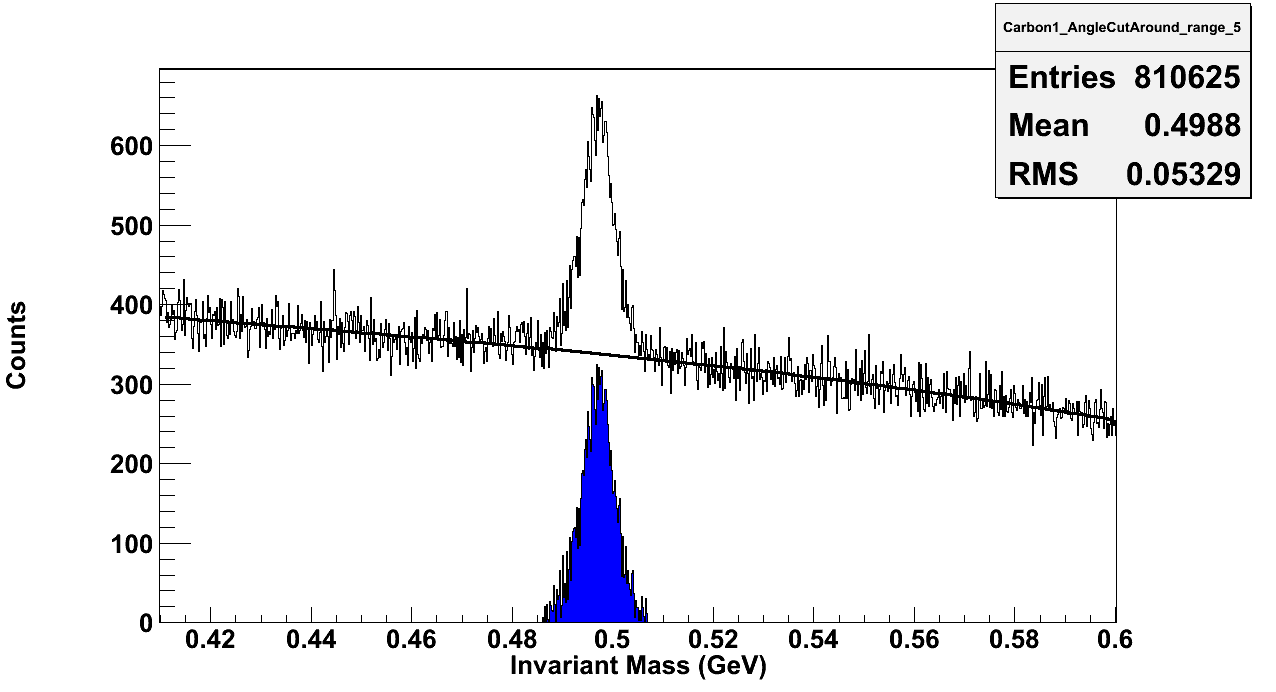 Carbon1_AngleCutAround_range_5
Entries 810625
Mean 0.4988
RMS 0.05329
600
500
400
300
200
100
0
Counts
0.42 0.44 0.46 0.48 0.5 0.52 0.54 0.56 0.58 0.6
Invariant Mass (GeV)